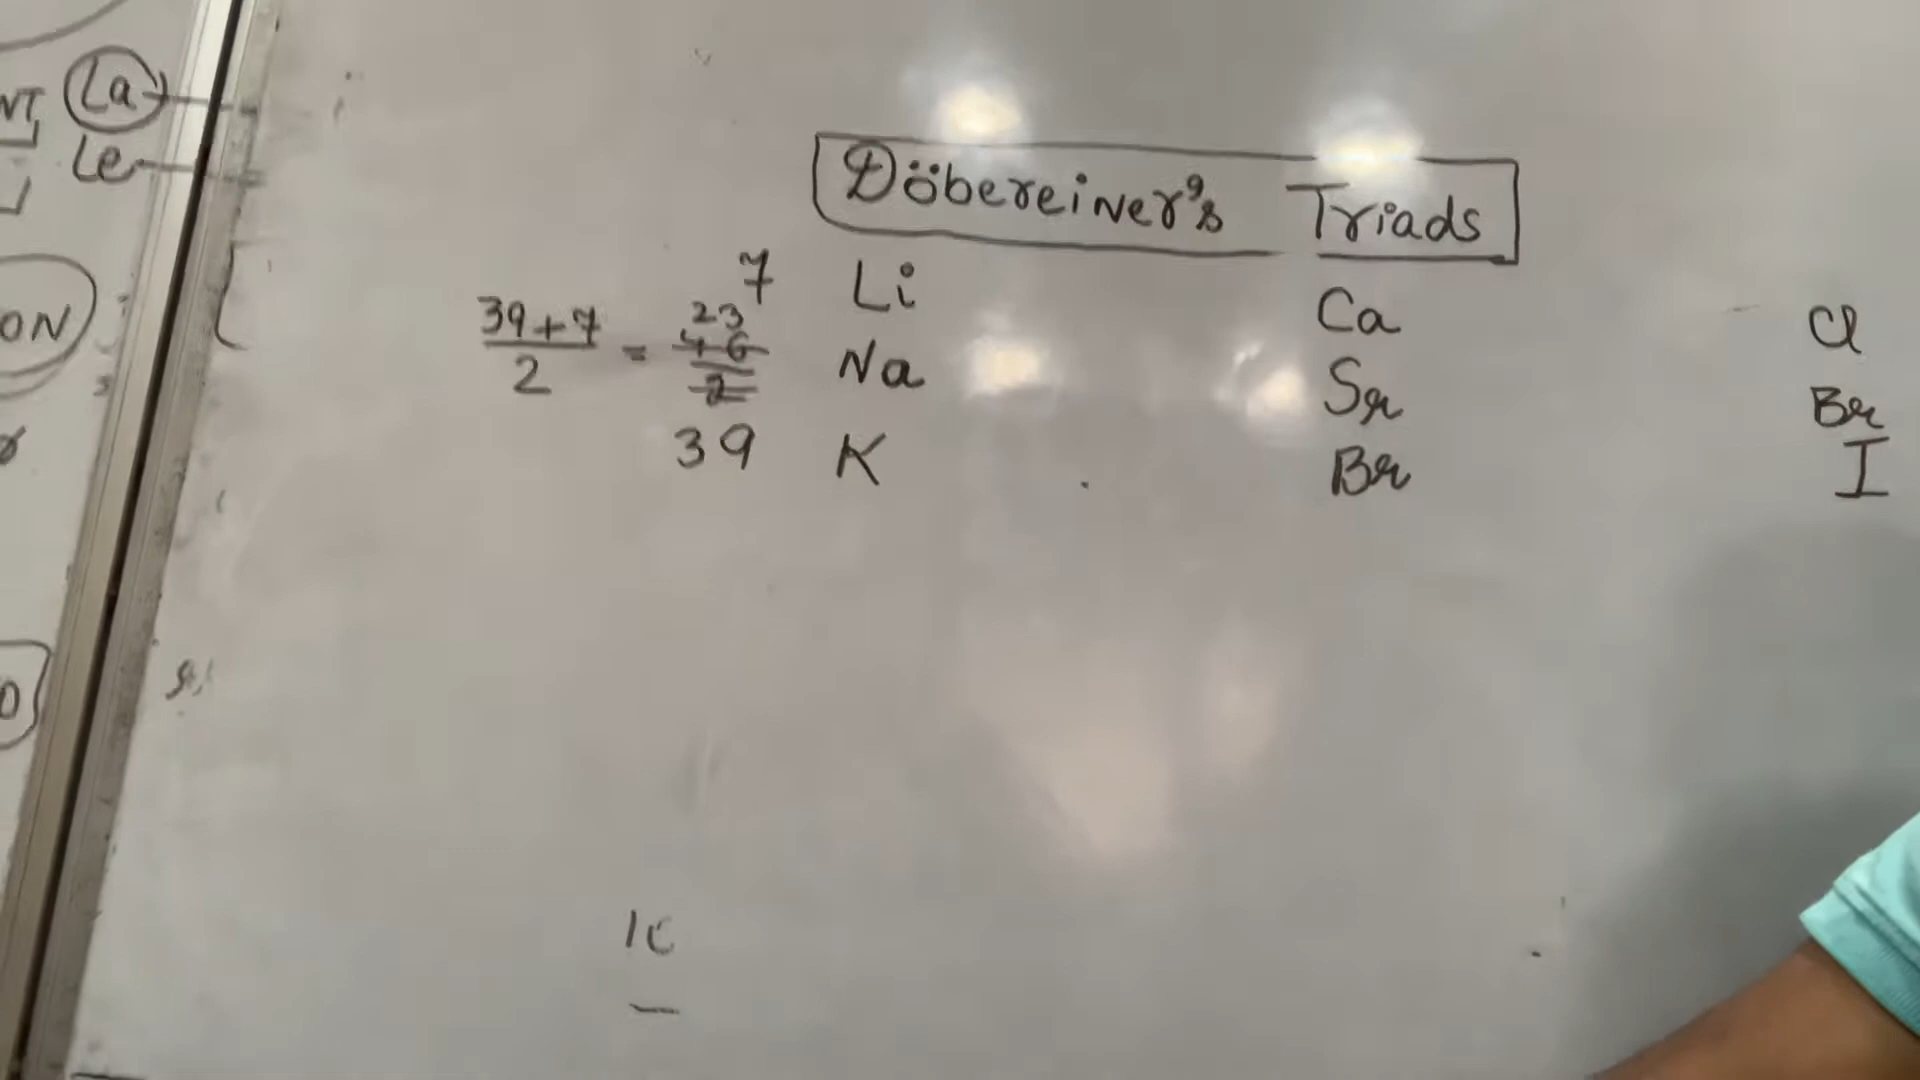 NT La
Le
ON
Döbereiner's Triads
7 Li Ca Cl
39+7/2 = 23 46/2 Na Sr Br
39 K Br I